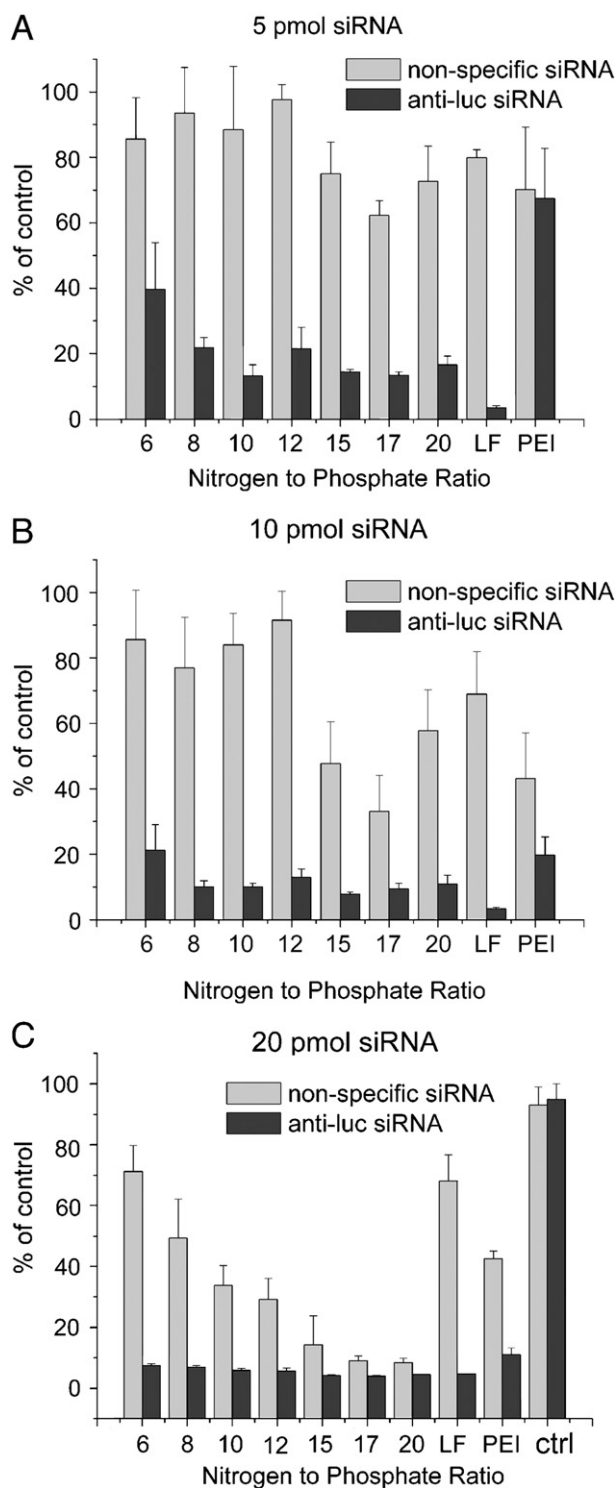 A
5 pmol siRNA
non-specific siRNA
anti-luc siRNA
100
80
60
40
20
0
% of control
6 8 10 12 15 17 20 LF PEI
Nitrogen to Phosphate Ratio
B
10 pmol siRNA
non-specific siRNA
anti-luc siRNA
100
80
60
40
20
0
% of control
6 8 10 12 15 17 20 LF PEI
Nitrogen to Phosphate Ratio
C
20 pmol siRNA
non-specific siRNA
anti-luc siRNA
100
80
60
40
20
0
% of control
6 8 10 12 15 17 20 LF PEI ctrl
Nitrogen to Phosphate Ratio